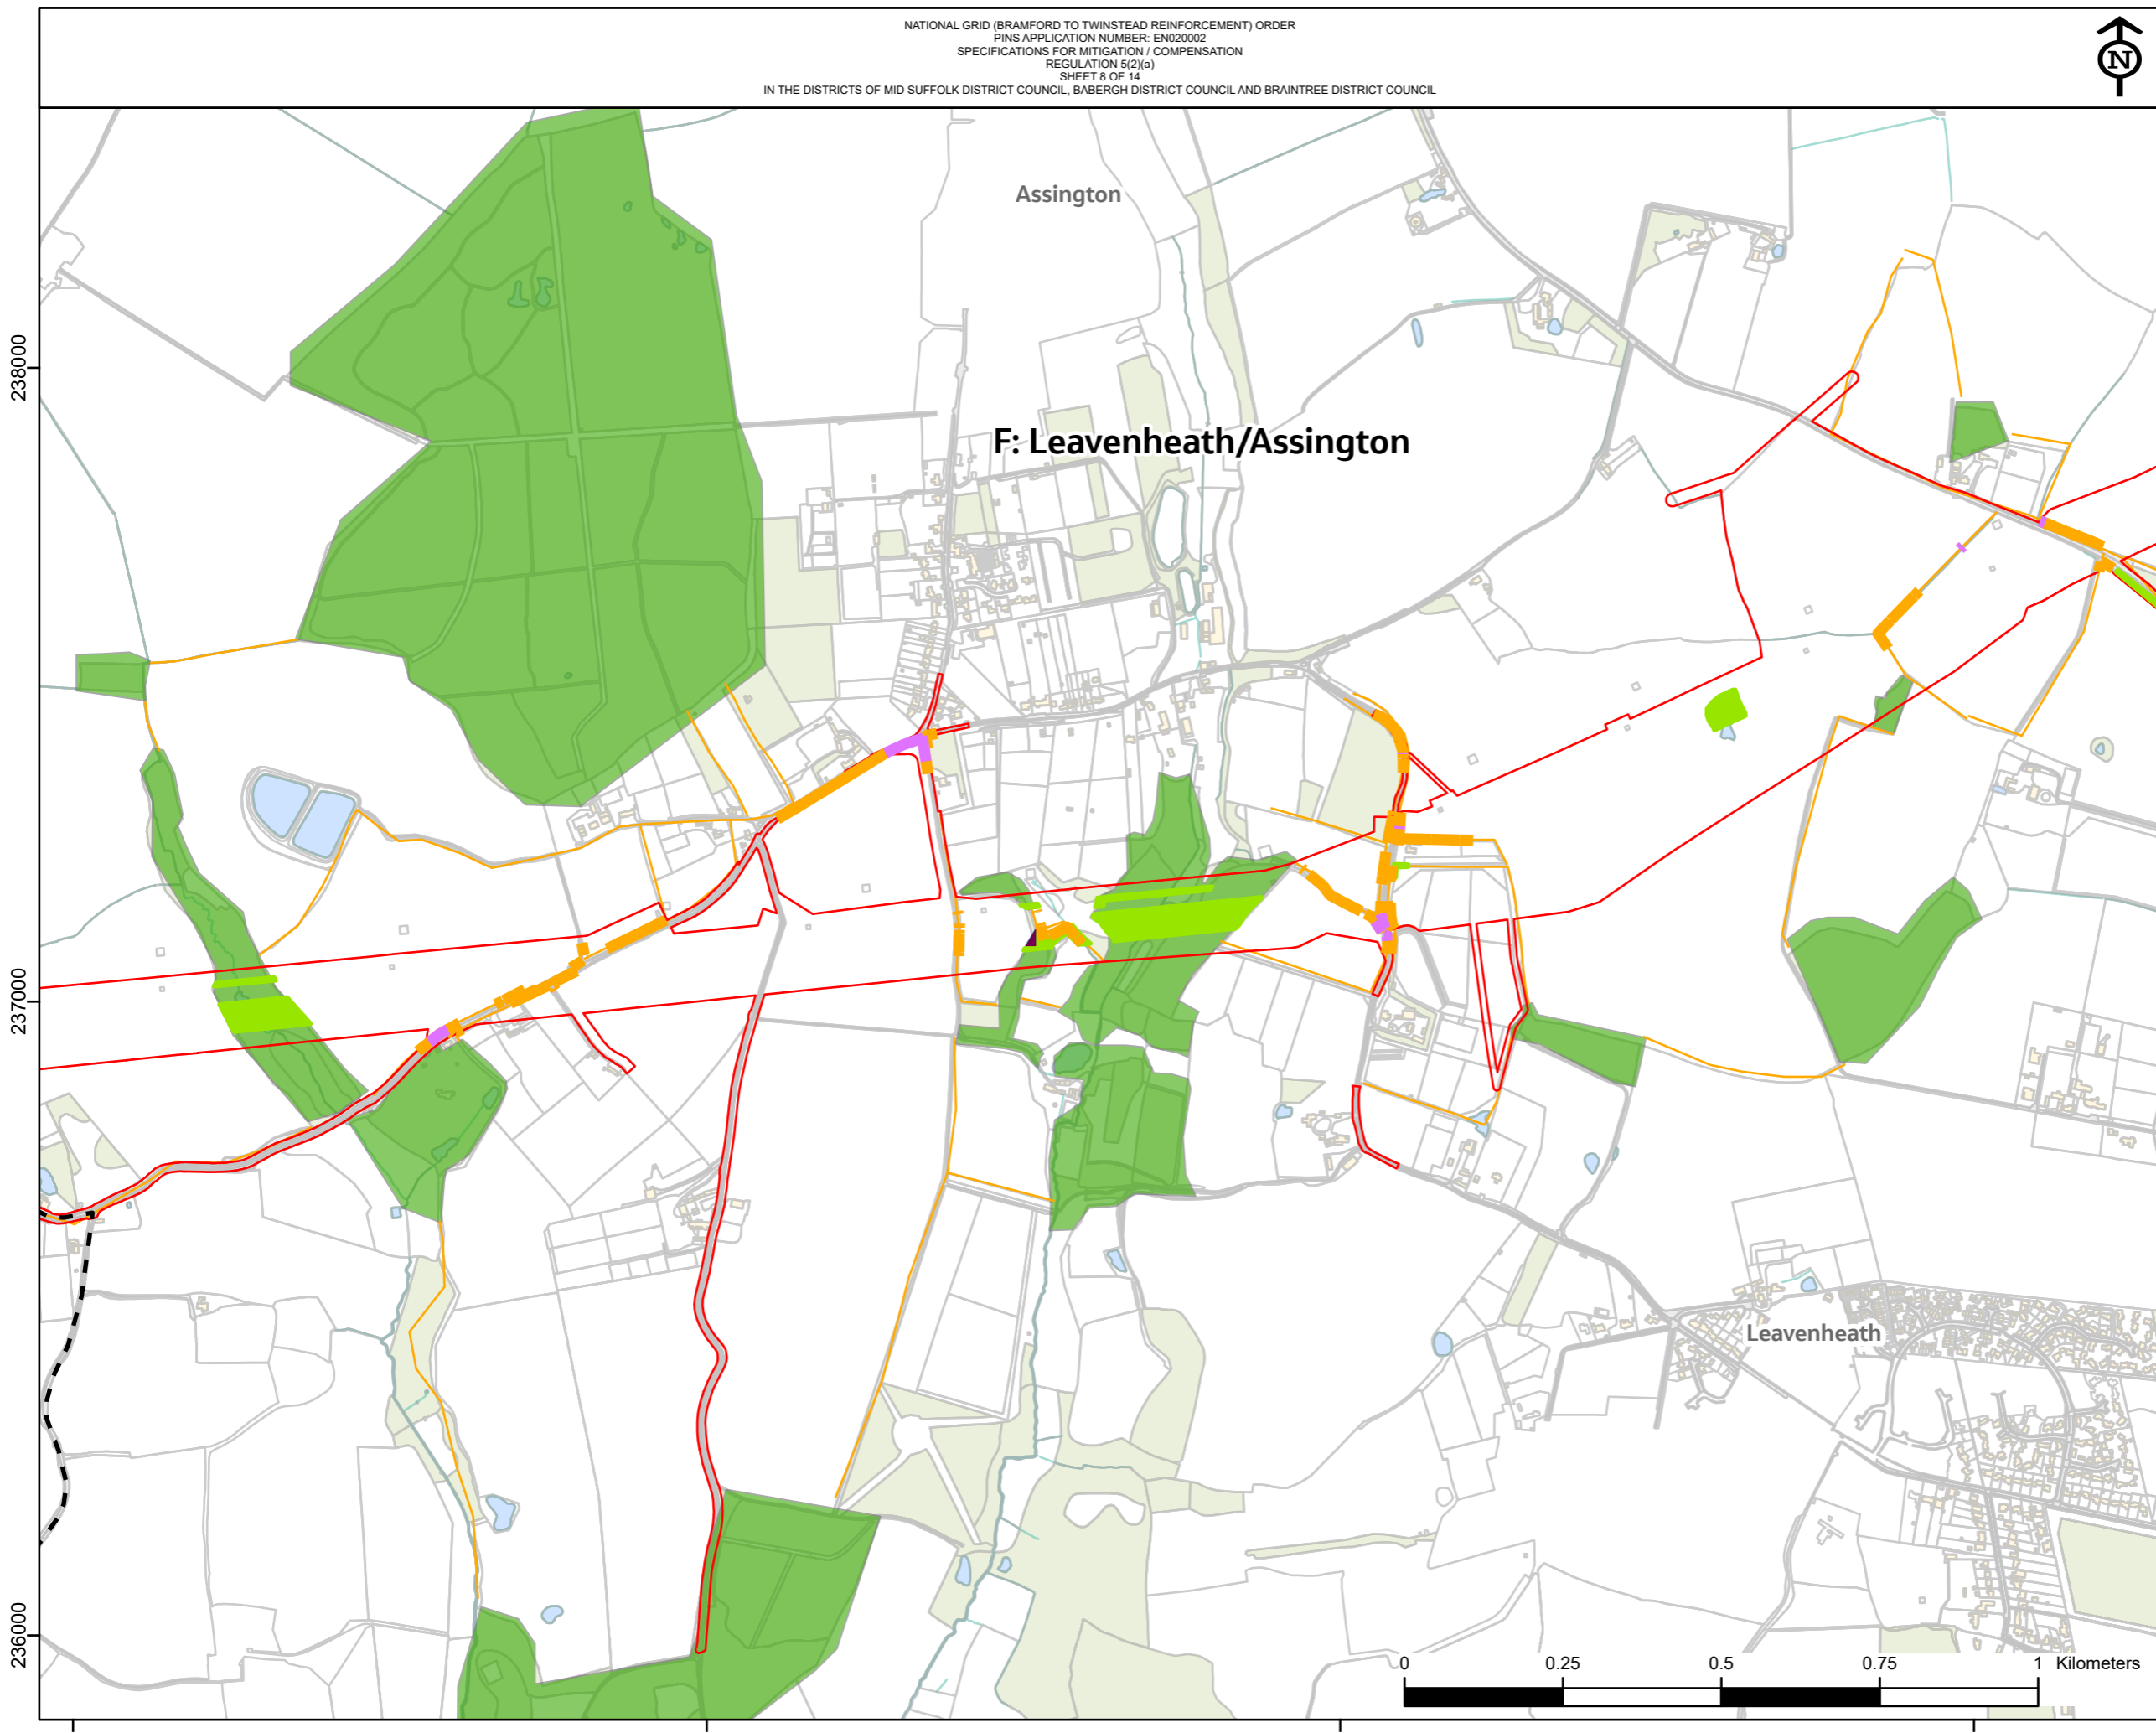 NATIONAL GRID (BRAMFORD TO TWINSTEAD REINFORCEMENT) ORDER
PINS APPLICATION NUMBER: EN020002
SPECIFICATIONS FOR MITIGATION / COMPENSATION
REGULATION 5(2)(a)
SHEET 8 OF 14
IN THE DISTRICTS OF MID SUFFOLK DISTRICT COUNCIL, BABERGH DISTRICT COUNCIL AND BRAINTREE DISTRICT COUNCIL
N
Assington
238000
F: Leavenheath/Assington
237000
Leavenheath
236000
0 0.25 0.5 0.75 1 Kilometers